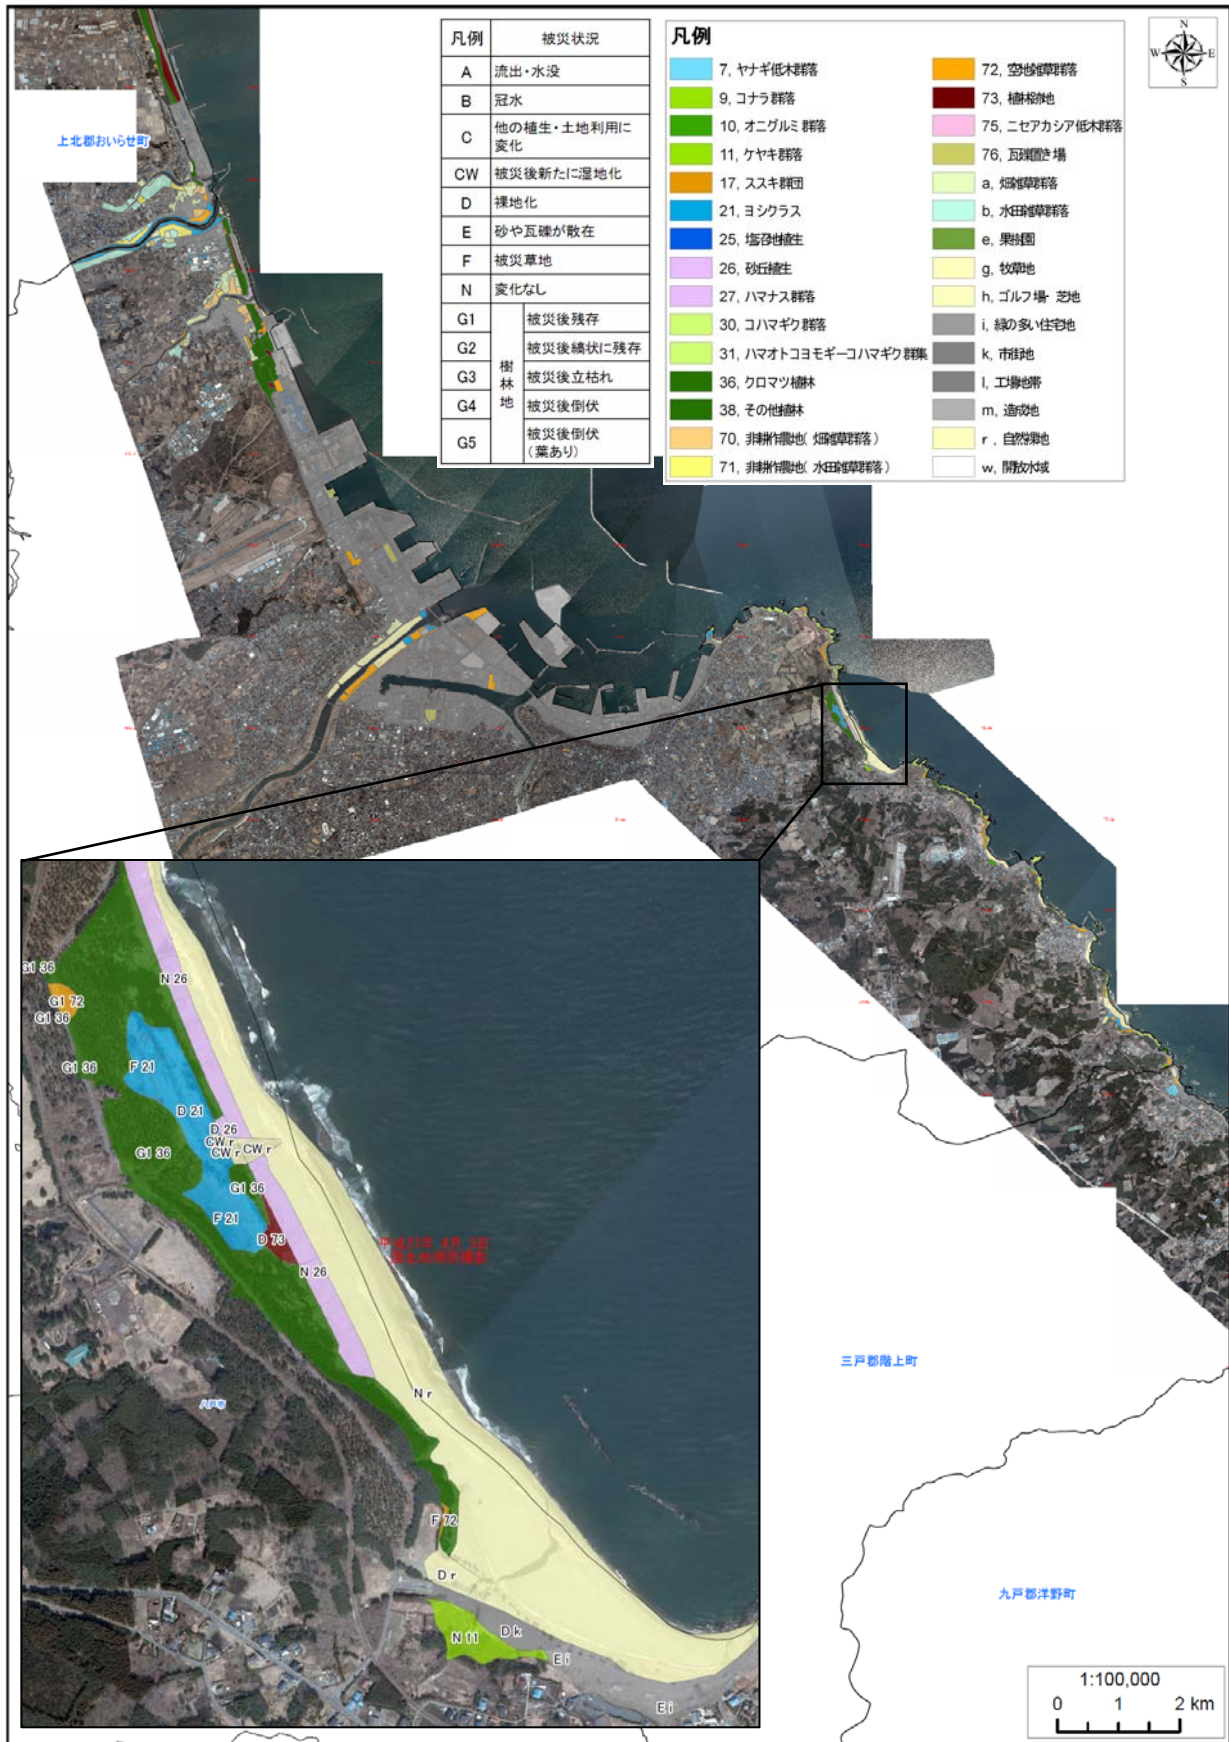 凡例 被災状況
A 流出・水没
B 冠水
C 他の植生・土地利用に
変化
CW 被災後新たに湿地化
D 裸地化
E 砂や瓦礫が散在
F 被災草地
N 変化なし
樹林地
G1 被災後残存
G2 被災後縞状に残存
G3 被災後立枯れ
G4 被災後倒伏
G5 被災後倒伏
（葉あり）
凡例
7, ヤナギ低木群落
9, コナラ群落
10, オニグルミ群落
11, ケヤキ群落
17, ススキ群団
21, ヨシクラス
25, 塩沼地植生
26, 砂丘植生
27, ハマナス群落
30, コハマギク群落
31, ハマオトコヨモギーコハマギク群集
36, クロマツ植林
38, その他植林
70, 非耕作農地（畑雑草群落）
71, 非耕作農地（水田雑草群落）
72, 空地雑草群落
73, 植林跡地
75, ニセアカシア低木群落
76, 瓦礫置き場
a, 畑雑草群落
b, 水田雑草群落
e, 果樹園
g, 牧草地
h, ゴルフ場・芝地
i, 緑の多い住宅地
k, 市街地
l, 工場地帯
m, 造成地
r, 自然裸地
w, 開放水域
N
W E
S
上北郡おいらせ町
G1 36
N 26
G1 72
G1 36
G1 36
F 21
D 21
D 26
CW r
CW r
CW r
G1 36
G1 36
F 21
D 73
N 26
平成23年 4月 5日
N r
八戸市
F 72
D r
N 11
D k
E i
E i
三戸郡階上町
九戸郡洋野町
1:100,000
0 1 2 km